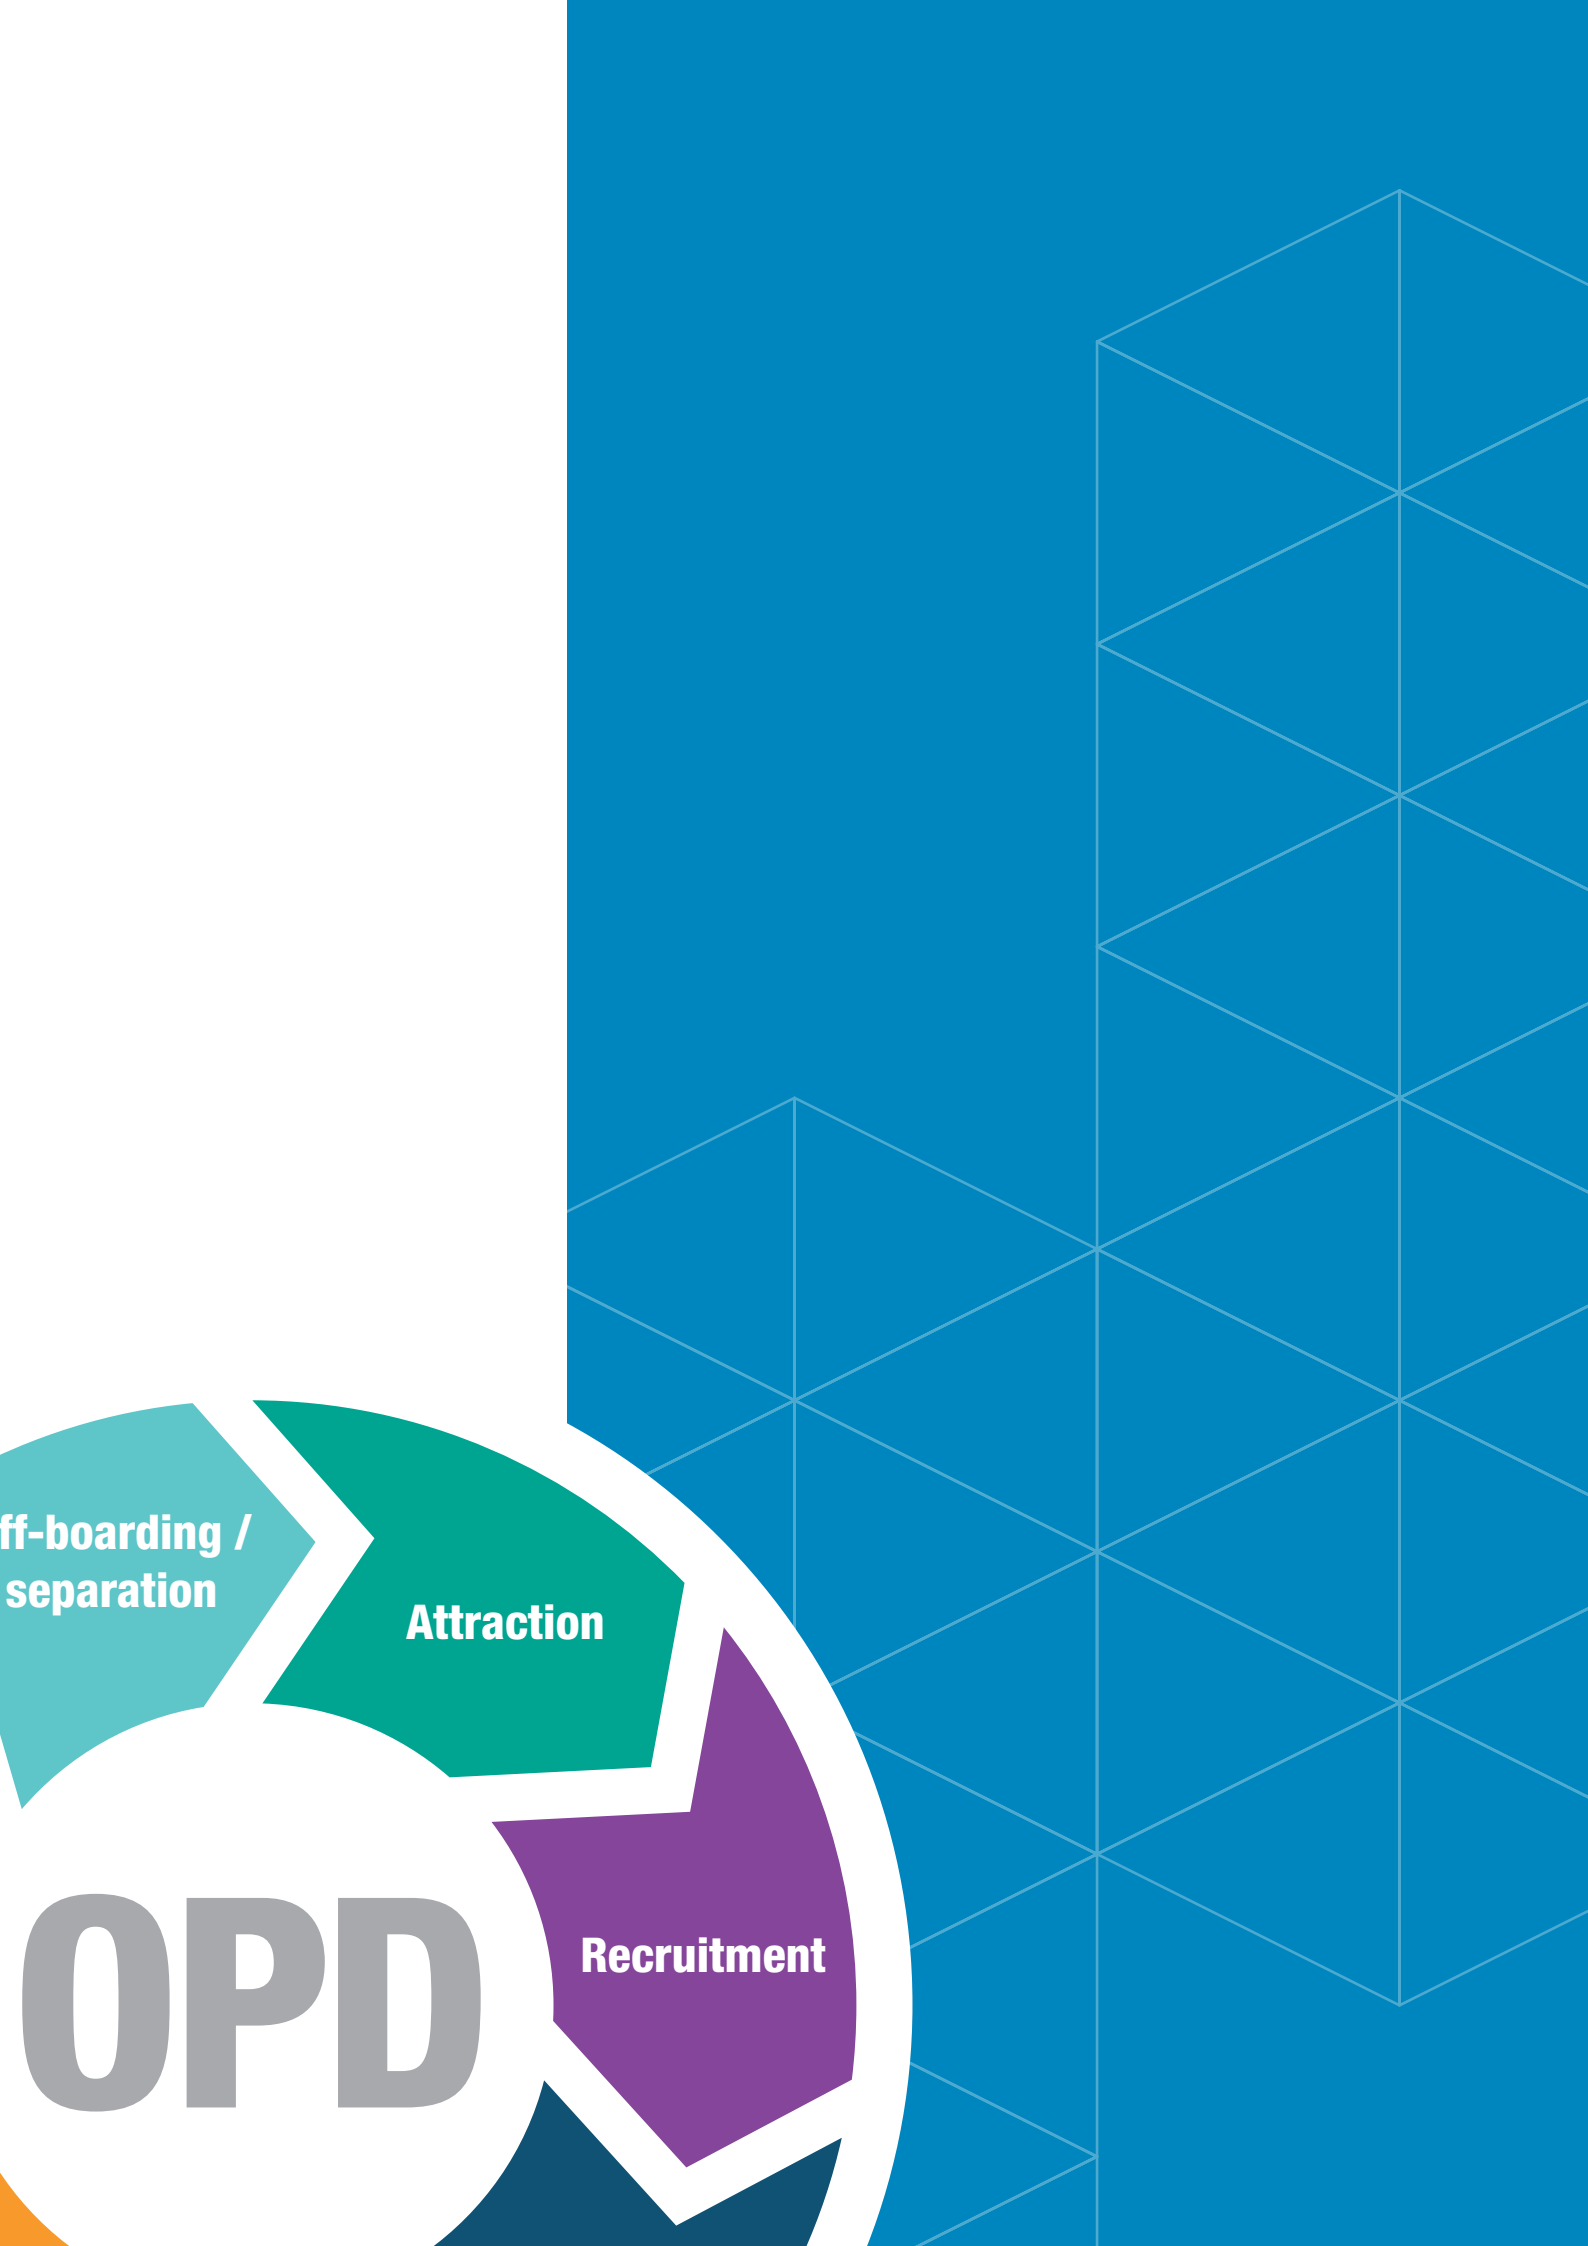 ff-boarding /
separation
Attraction
Recruitment
OPD